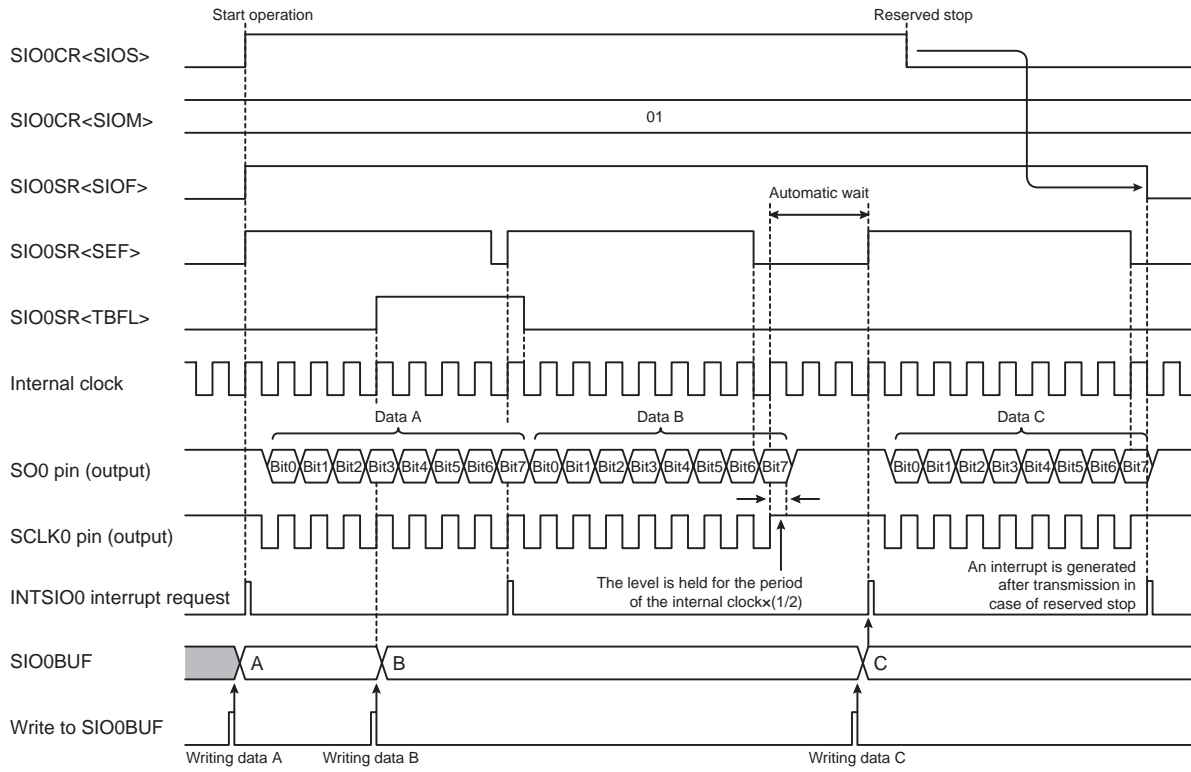 Start operation
Reserved stop
SIO0CR<SIOS>
SIO0CR<SIOM>
01
SIO0SR<SIOF>
Automatic wait
SIO0SR<SEF>
SIO0SR<TBFL>
Internal clock
Data A
Data B
Data C
SO0 pin (output)
Bit0 Bit1 Bit2 Bit3 Bit4 Bit5 Bit6 Bit7 Bit0 Bit1 Bit2 Bit3 Bit4 Bit5 Bit6 Bit7 Bit0 Bit1 Bit2 Bit3 Bit4 Bit5 Bit6 Bit7
SCLK0 pin (output)
The level is held for the period
of the internal clock×(1/2)
An interrupt is generated
after transmission in
case of reserved stop
INTSIO0 interrupt request
SIO0BUF
A
B
C
Write to SIO0BUF
Writing data A
Writing data B
Writing data C